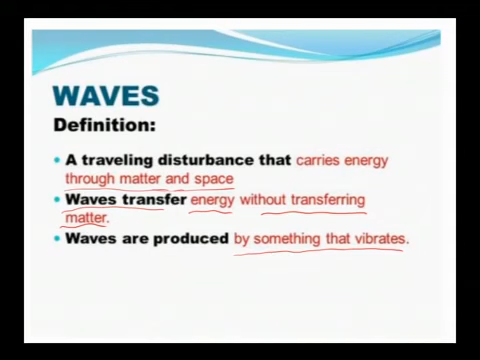 WAVES
Definition:
• A traveling disturbance that carries energy
through matter and space
• Waves transfer energy without transferring
matter.
• Waves are produced by something that vibrates.